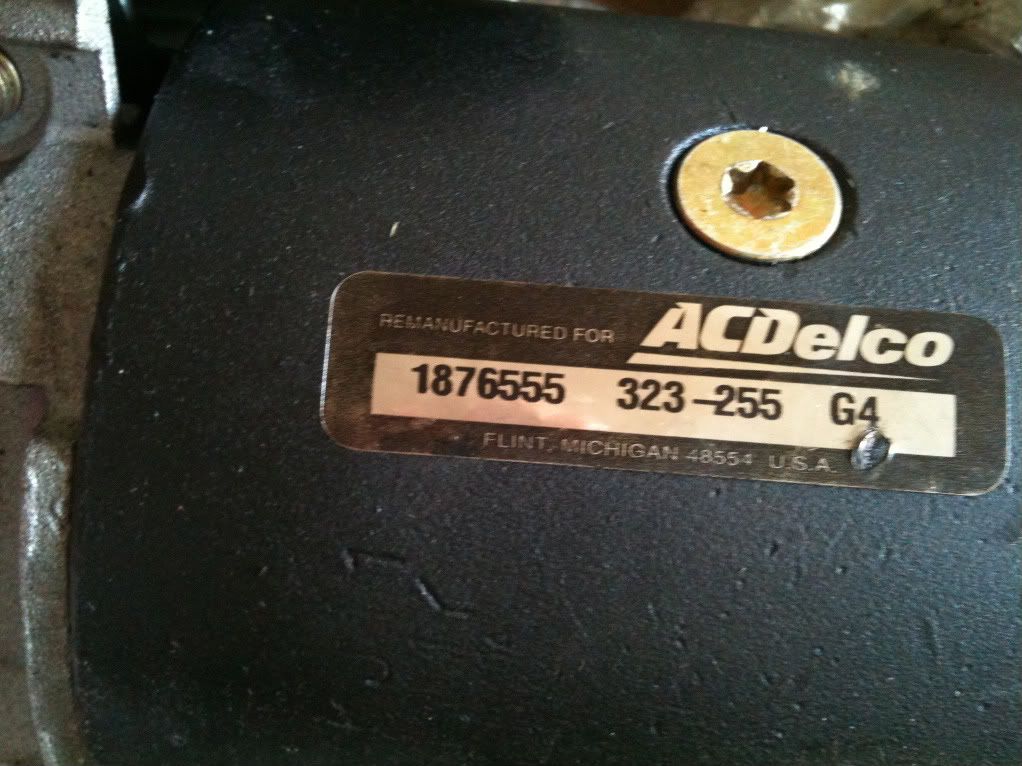 REMANUFACTURED FOR ACDelco
1876555 323-255 G4
FLINT, MICHIGAN 48554 U.S.A.